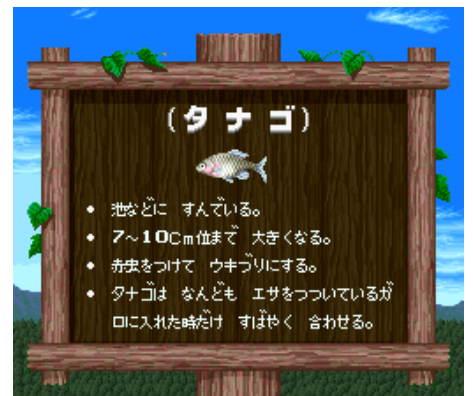 (タナゴ)
• 池などに すんでいる。
• 7~10Cm位まで 大きくなる。
• 赤虫をつけて ウキづりにする。
• タナゴは なんども エサをつついているが
口に入れた時だけ すばやく 合わせる。